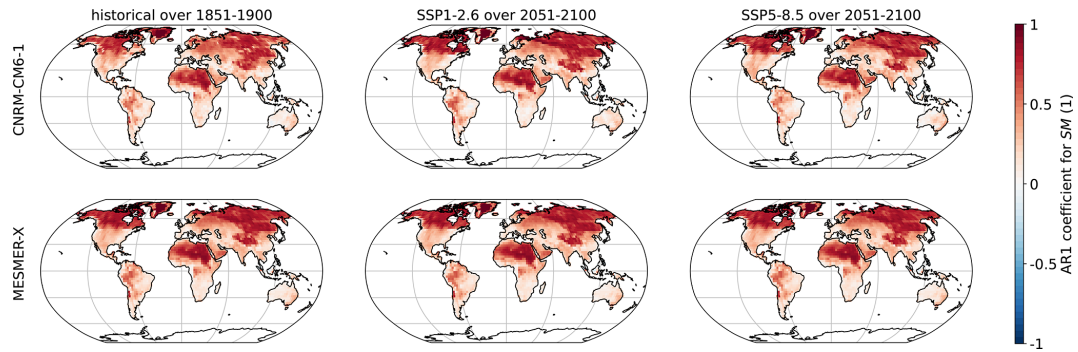 historical over 1851-1900
SSP1-2.6 over 2051-2100
SSP5-8.5 over 2051-2100
CNRM-CM6-1
MESMER-X
1
0.5
0
-0.5
-1
AR1 coefficient for SM (1)